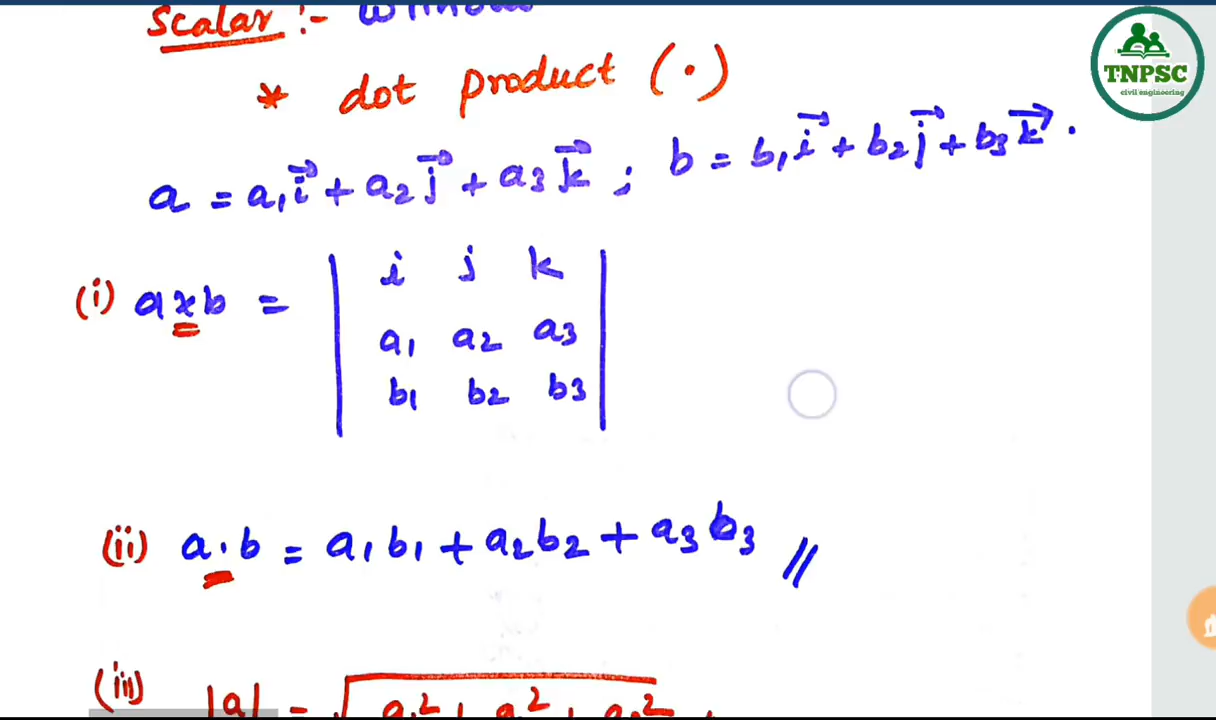 Scalar :-
* dot product (·)
TNPSC
civil engineering
a = a₁i⃗ + a₂j⃗ + a₃k⃗ ; b = b₁i⃗ + b₂j⃗ + b₃k⃗ .
(i) a x b = | i j k |
a₁ a₂ a₃
b₁ b₂ b₃
(ii) a . b = a₁b₁ + a₂b₂ + a₃b₃ //
(iii) |a| = √